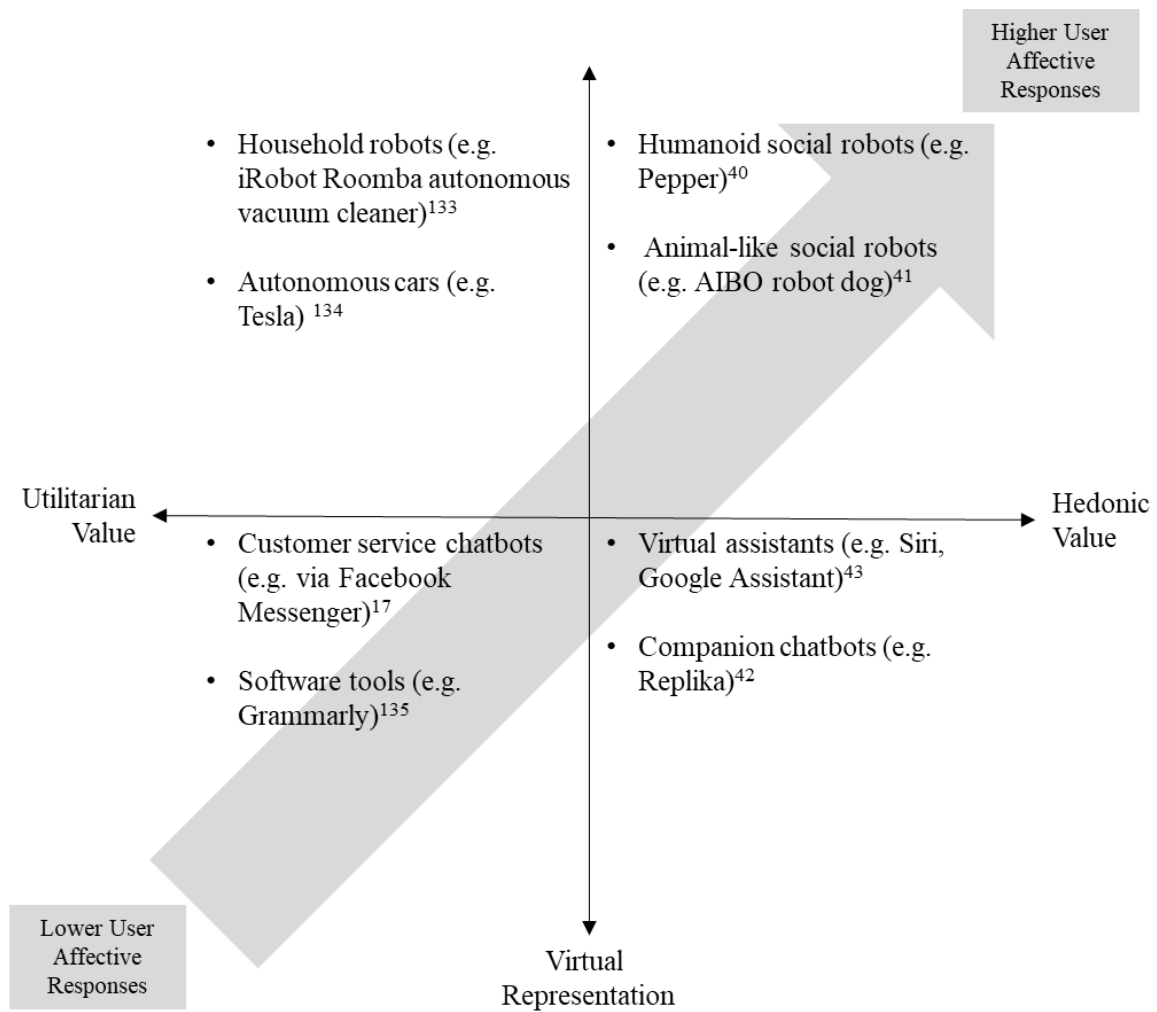 Higher User
Affective
Responses
• Household robots (e.g.
iRobot Roomba autonomous
vacuum cleaner)133
• Autonomous cars (e.g.
Tesla) 134
• Humanoid social robots (e.g.
Pepper)40
• Animal-like social robots
(e.g. AIBO robot dog)41
Utilitarian
Value
Hedonic
Value
• Customer service chatbots
(e.g. via Facebook
Messenger)17
• Software tools (e.g.
Grammarly)135
• Virtual assistants (e.g. Siri,
Google Assistant)43
• Companion chatbots (e.g.
Replika)42
Lower User
Affective
Responses
Virtual
Representation